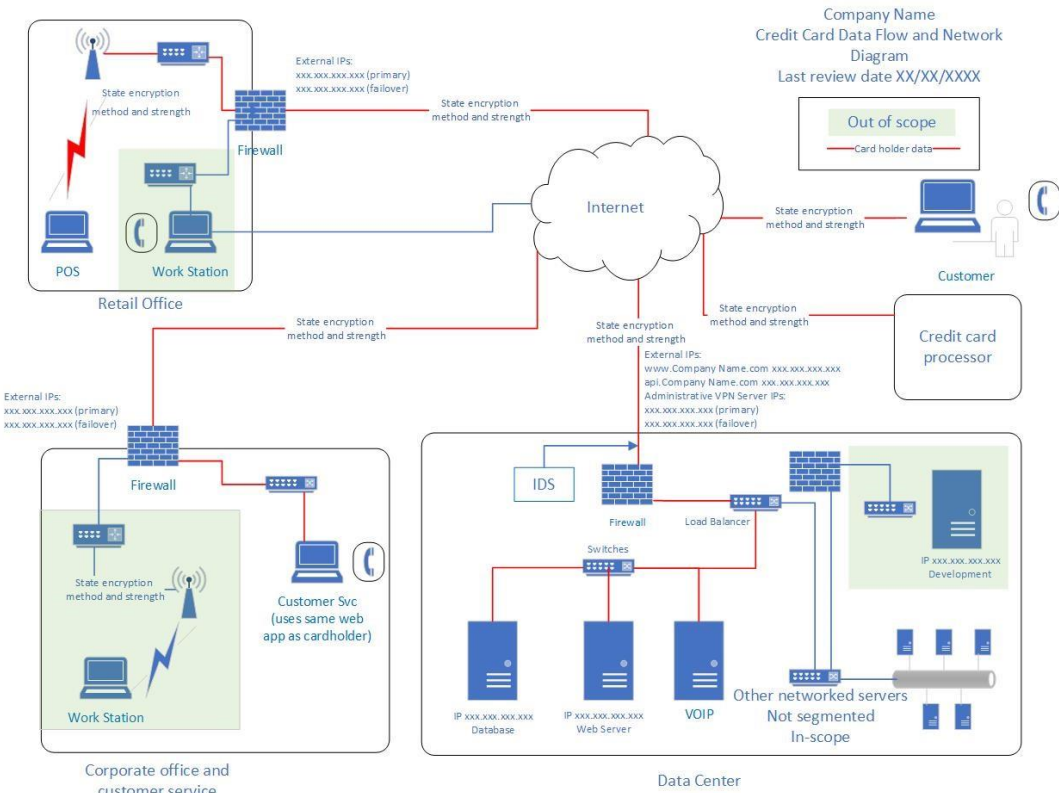 Company Name
Credit Card Data Flow and Network
Diagram
Last review date XX/XX/XXXX
Out of scope
Card holder data
External IPs:
xxx.xxx.xxx.xxx (primary)
xxx.xxx.xxx.xxx (failover)
State encryption
method and strength
Firewall
POS
Work Station
Retail Office
State encryption
method and strength
Internet
State encryption
method and strength
Customer
State encryption
method and strength
Credit card
processor
State encryption
method and strength
State encryption
method and strength
External IPs:
www.Company Name.com xxx.xxx.xxx.xxx
api.Company Name.com xxx.xxx.xxx.xxx
Administrative VPN Server IPs:
xxx.xxx.xxx.xxx (primary)
xxx.xxx.xxx.xxx (failover)
External IPs:
xxx.xxx.xxx.xxx (primary)
xxx.xxx.xxx.xxx (failover)
Firewall
State encryption
method and strength
Work Station
Customer Svc
(uses same web
app as cardholder)
Corporate office and
customer service
IDS
Firewall
Load Balancer
Switches
IP xxx.xxx.xxx.xxx
Development
IP xxx.xxx.xxx.xxx
Database
IP xxx.xxx.xxx.xxx
Web Server
VOIP
Other networked servers
Not segmented
In-scope
Data Center